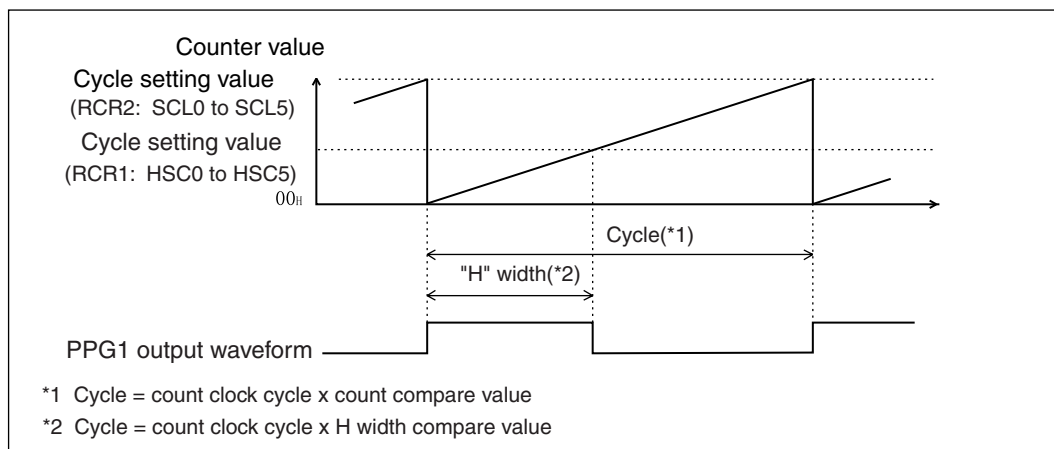 Counter value
Cycle setting value
(RCR2: SCL0 to SCL5)
Cycle setting value
(RCR1: HSC0 to HSC5)
00H
Cycle(*1)
"H" width(*2)
PPG1 output waveform
*1 Cycle = count clock cycle x count compare value
*2 Cycle = count clock cycle x H width compare value